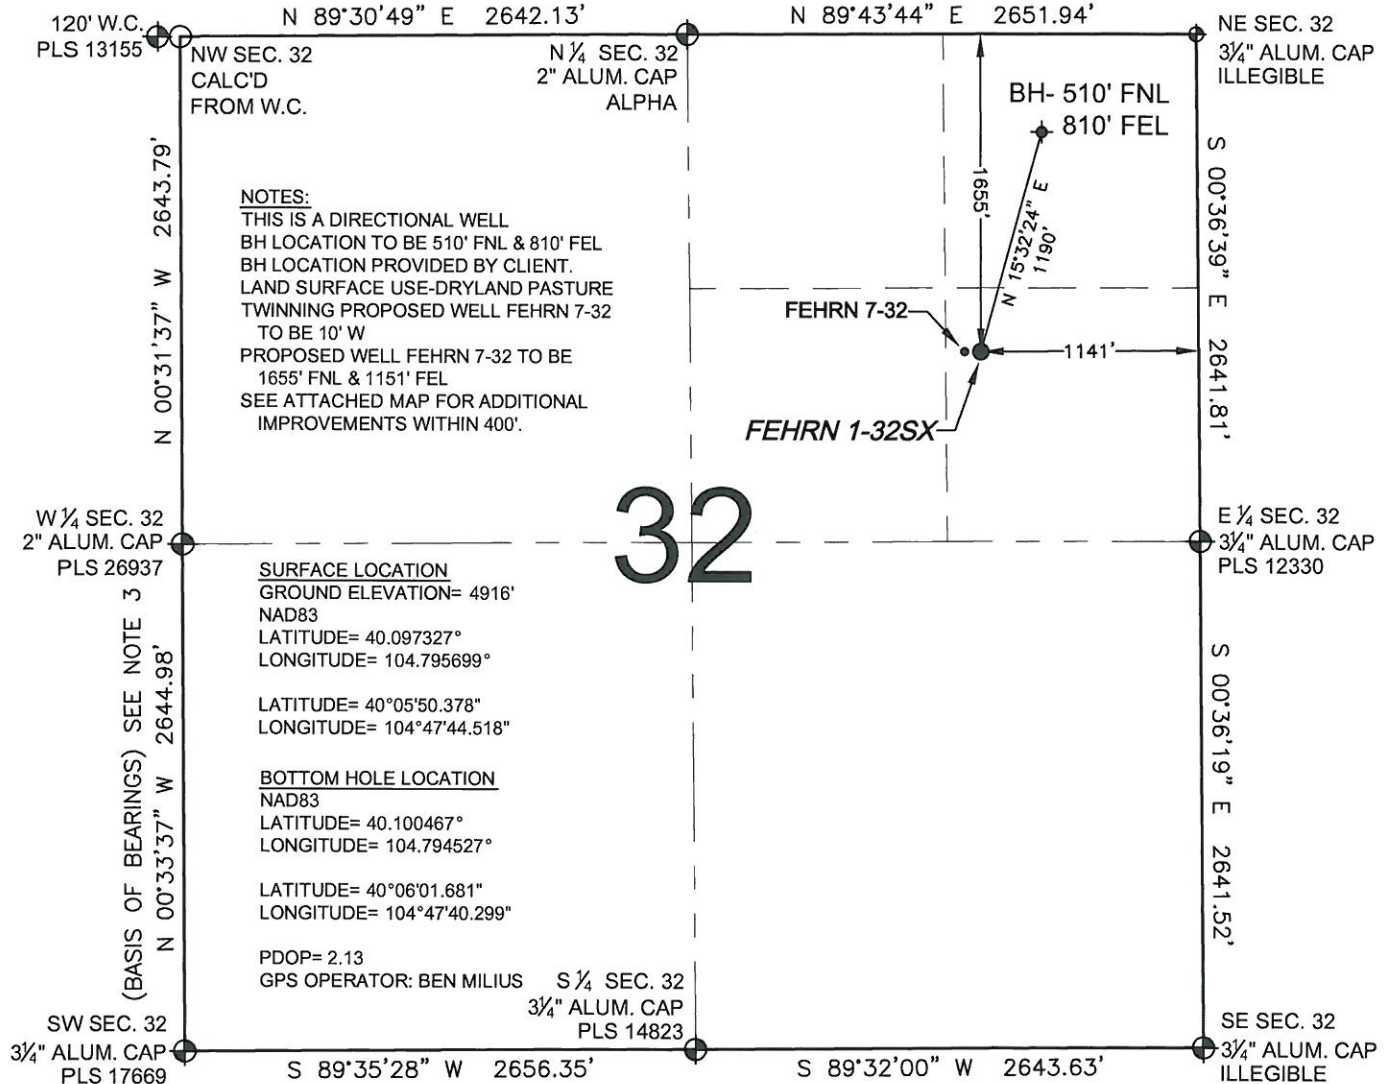 N 89°30'49" E 2642.13'
N 89°43'44" E 2651.94'
120' W.C.
PLS 13155
NW SEC. 32
CALC'D
FROM W.C.
N 1/4 SEC. 32
2" ALUM. CAP
ALPHA
NE SEC. 32
3 1/4" ALUM. CAP
ILLEGIBLE
BH- 510' FNL
810' FEL
N 00°31'37" W 2643.79'
NOTES:
THIS IS A DIRECTIONAL WELL
BH LOCATION TO BE 510' FNL & 810' FEL
BH LOCATION PROVIDED BY CLIENT.
LAND SURFACE USE-DRYLAND PASTURE
TWINNING PROPOSED WELL FEHRN 7-32
TO BE 10' W
PROPOSED WELL FEHRN 7-32 TO BE
1655' FNL & 1151' FEL
SEE ATTACHED MAP FOR ADDITIONAL
IMPROVEMENTS WITHIN 400'.
1655'
N 15°32'24" E
1190'
S 00°36'39" E 2641.81'
FEHRN 7-32
1141'
FEHRN 1-32SX
32
W 1/4 SEC. 32
2" ALUM. CAP
PLS 26937
E 1/4 SEC. 32
3 1/4" ALUM. CAP
PLS 12330
(BASIS OF BEARINGS) SEE NOTE 3
N 00°33'37" W 2644.98'
SURFACE LOCATION
GROUND ELEVATION= 4916'
NAD83
LATITUDE= 40.097327°
LONGITUDE= 104.795699°
LATITUDE= 40°05'50.378"
LONGITUDE= 104°47'44.518"
BOTTOM HOLE LOCATION
NAD83
LATITUDE= 40.100467°
LONGITUDE= 104.794527°
LATITUDE= 40°06'01.681"
LONGITUDE= 104°47'40.299"
PDOP= 2.13
GPS OPERATOR: BEN MILIUS
S 00°36'19" E 2641.52'
S 1/4 SEC. 32
3 1/4" ALUM. CAP
PLS 14823
SW SEC. 32
3 1/4" ALUM. CAP
PLS 17669
SE SEC. 32
3 1/4" ALUM. CAP
ILLEGIBLE
S 89°35'28" W 2656.35'
S 89°32'00" W 2643.63'